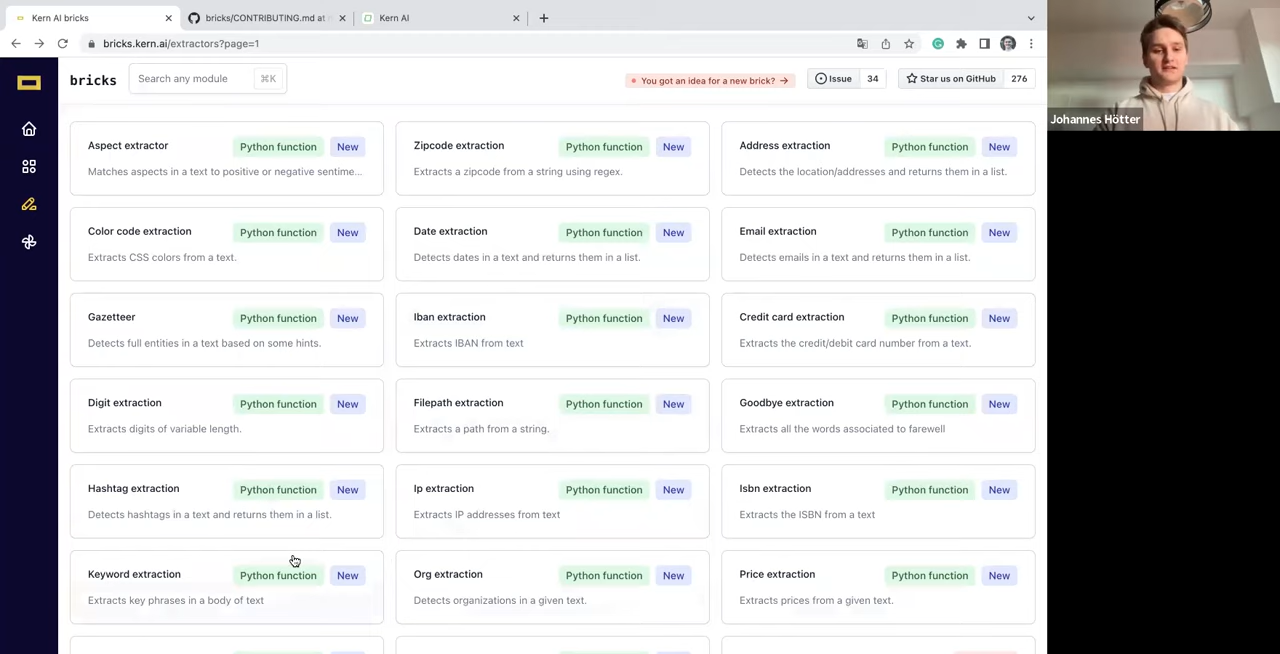 Kern AI bricks
bricks/CONTRIBUTING.md at
Kern AI
bricks.kern.ai/extractors?page=1
bricks
Search any module
⌘K
You got an idea for a new brick? →
Issue 34
Star us on GitHub 276
Johannes Hötter
Aspect extractor Python function New
Matches aspects in a text to positive or negative sentime...
Zipcode extraction Python function New
Extracts a zipcode from a string using regex.
Address extraction Python function New
Detects the location/addresses and returns them in a list.
Color code extraction Python function New
Extracts CSS colors from a text.
Date extraction Python function New
Detects dates in a text and returns them in a list.
Email extraction Python function New
Detects emails in a text and returns them in a list.
Gazetteer Python function New
Detects full entities in a text based on some hints.
Iban extraction Python function New
Extracts IBAN from text
Credit card extraction Python function New
Extracts the credit/debit card number from a text.
Digit extraction Python function New
Extracts digits of variable length.
Filepath extraction Python function New
Extracts a path from a string.
Goodbye extraction Python function New
Extracts all the words associated to farewell
Hashtag extraction Python function New
Detects hashtags in a text and returns them in a list.
Ip extraction Python function New
Extracts IP addresses from text
Isbn extraction Python function New
Extracts the ISBN from a text
Keyword extraction Python function New
Extracts key phrases in a body of text
Org extraction Python function New
Detects organizations in a given text.
Price extraction Python function New
Extracts prices from a given text.